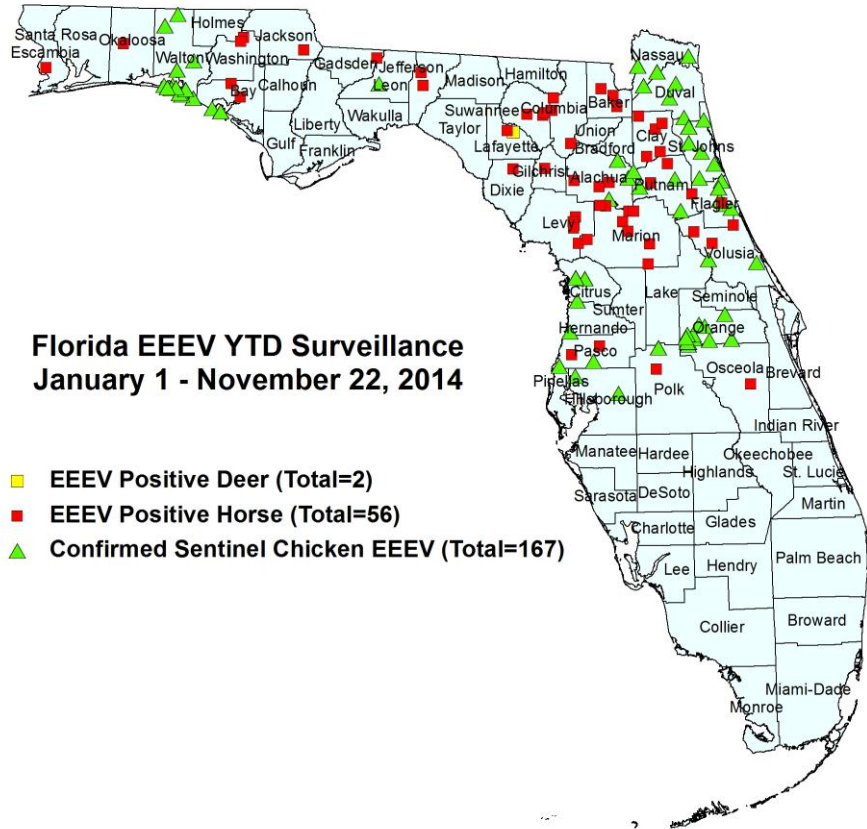 Holmes
Jackson
Santa Rosa
Okaloosa
Escambia
Walton
Washington
Gadsden
Jefferson
Hamilton
Nassau
Madison
Bay
Calhoun
Leon
Baker
Duval
Suwannee
Columbia
Wakulla
Liberty
Taylor
Union
Clay
Gulf
Franklin
Lafayette
Bradford
St. Johns
Gilchrist
Alachua
Putnam
Dixie
Flagler
Levy
Marion
Volusia
Citrus
Lake
Seminole
Sumter
Hernando
Orange
Florida EEEV YTD Surveillance
January 1 - November 22, 2014
Pasco
Osceola
Brevard
Pinellas
Polk
Hillsborough
Indian River
Manatee
Hardee
Okeechobee
Highlands
St. Lucie
EEEV Positive Deer (Total=2)
Sarasota
DeSoto
Martin
EEEV Positive Horse (Total=56)
Charlotte
Glades
Confirmed Sentinel Chicken EEEV (Total=167)
Lee
Hendry
Palm Beach
Collier
Broward
Miami-Dade
Monroe